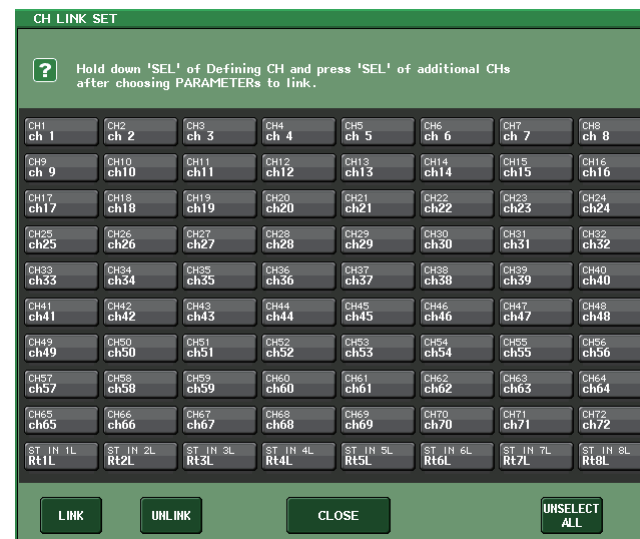 CH LINK SET
? Hold down 'SEL' of Defining CH and press 'SEL' of additional CHs
after choosing PARAMETERs to link.
CH1 CH2 CH3 CH4 CH5 CH6 CH7 CH8
ch 1 ch 2 ch 3 ch 4 ch 5 ch 6 ch 7 ch 8
CH9 CH10 CH11 CH12 CH13 CH14 CH15 CH16
ch 9 ch10 ch11 ch12 ch13 ch14 ch15 ch16
CH17 CH18 CH19 CH20 CH21 CH22 CH23 CH24
ch17 ch18 ch19 ch20 ch21 ch22 ch23 ch24
CH25 CH26 CH27 CH28 CH29 CH30 CH31 CH32
ch25 ch26 ch27 ch28 ch29 ch30 ch31 ch32
CH33 CH34 CH35 CH36 CH37 CH38 CH39 CH40
ch33 ch34 ch35 ch36 ch37 ch38 ch39 ch40
CH41 CH42 CH43 CH44 CH45 CH46 CH47 CH48
ch41 ch42 ch43 ch44 ch45 ch46 ch47 ch48
CH49 CH50 CH51 CH52 CH53 CH54 CH55 CH56
ch49 ch50 ch51 ch52 ch53 ch54 ch55 ch56
CH57 CH58 CH59 CH60 CH61 CH62 CH63 CH64
ch57 ch58 ch59 ch60 ch61 ch62 ch63 ch64
CH65 CH66 CH67 CH68 CH69 CH70 CH71 CH72
ch65 ch66 ch67 ch68 ch69 ch70 ch71 ch72
ST IN 1L ST IN 2L ST IN 3L ST IN 4L ST IN 5L ST IN 6L ST IN 7L ST IN 8L
Rt1L Rt2L Rt3L Rt4L Rt5L Rt6L Rt7L Rt8L
LINK UNLINK CLOSE UNSELECT
ALL